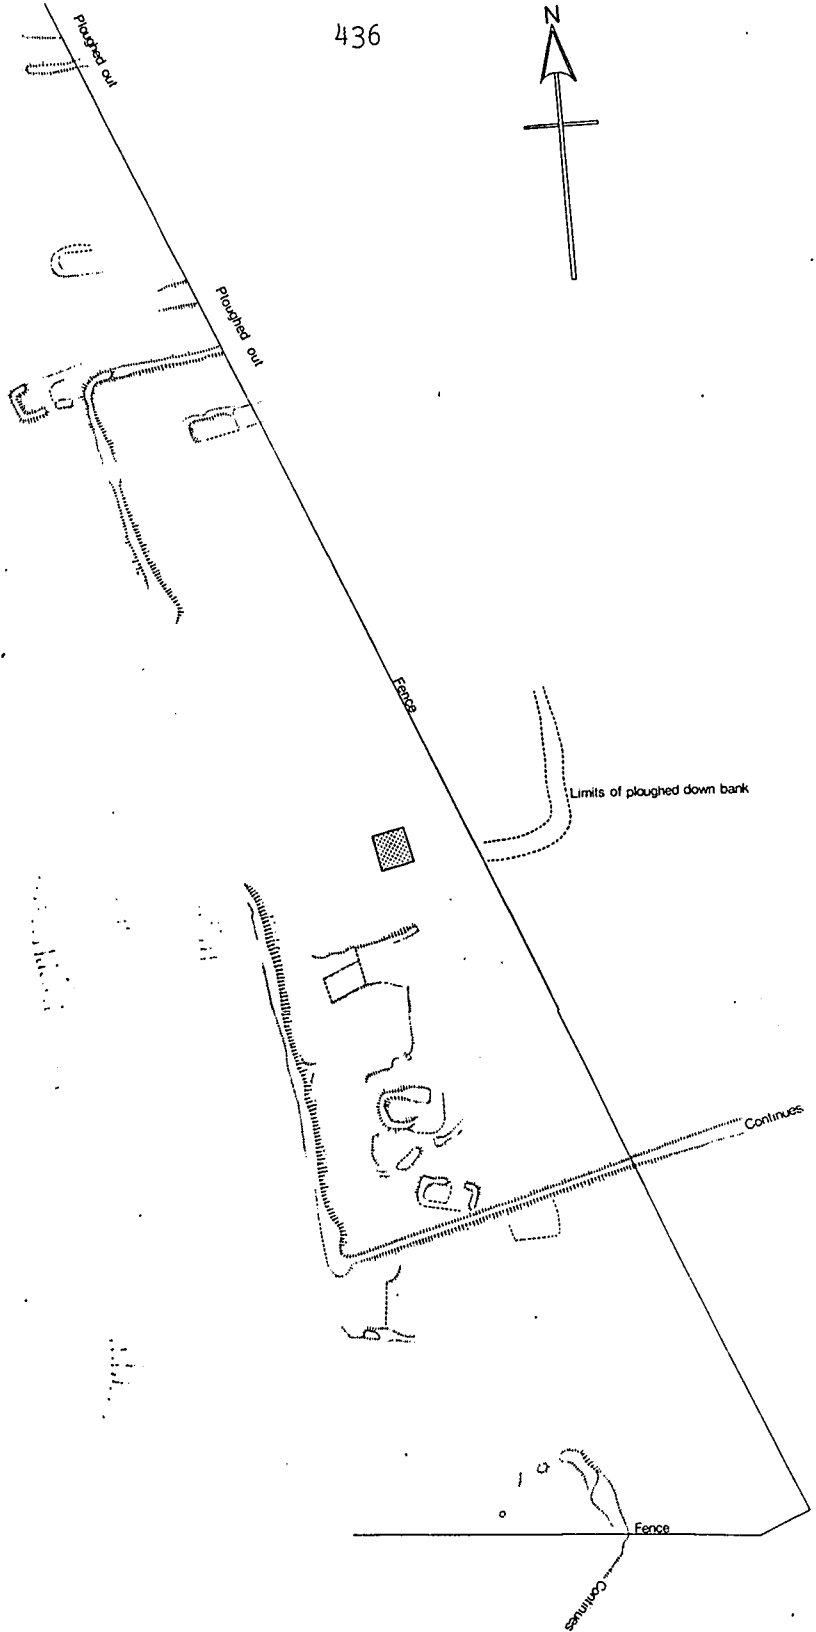 436
N
Ploughed out
Ploughed out
Fence
Limits of ploughed down bank
Continues
Fence
Continues